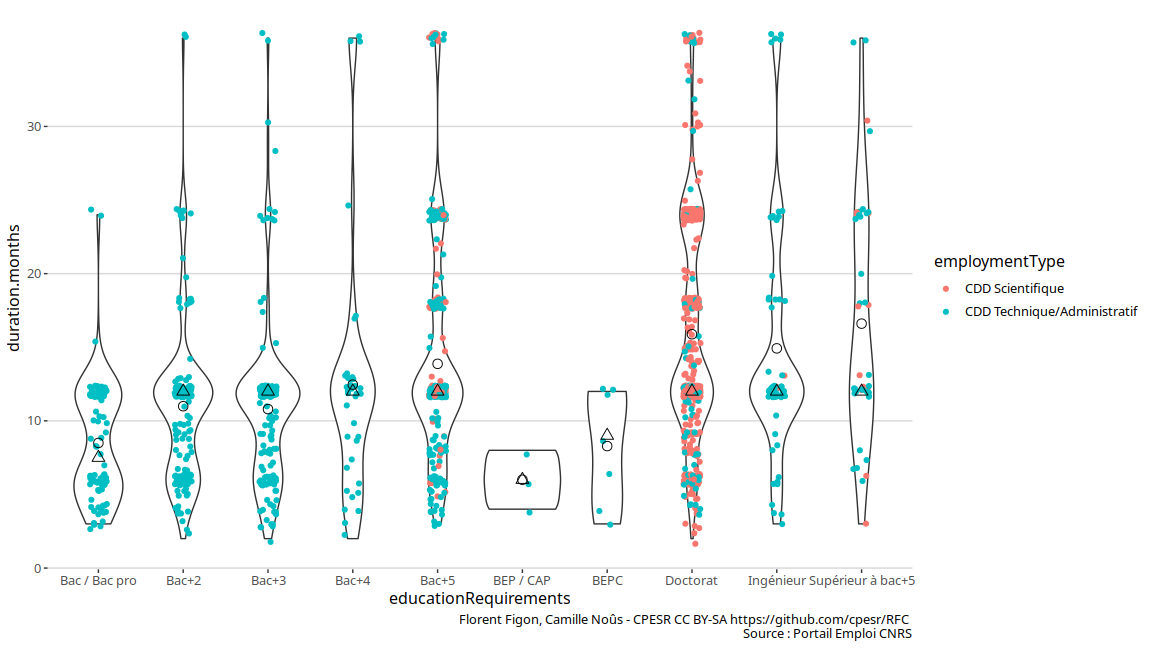 duration.months
30
20
10
0
Bac / Bac pro Bac+2 Bac+3 Bac+4 Bac+5 BEP / CAP BEPC Doctorat Ingénieur Supérieur à bac+5
educationRequirements
employmentType
CDD Scientifique
CDD Technique/Administratif
Florent Figon, Camille Noûs - CPESR CC BY-SA https://github.com/cpesr/RFC
Source : Portail Emploi CNRS